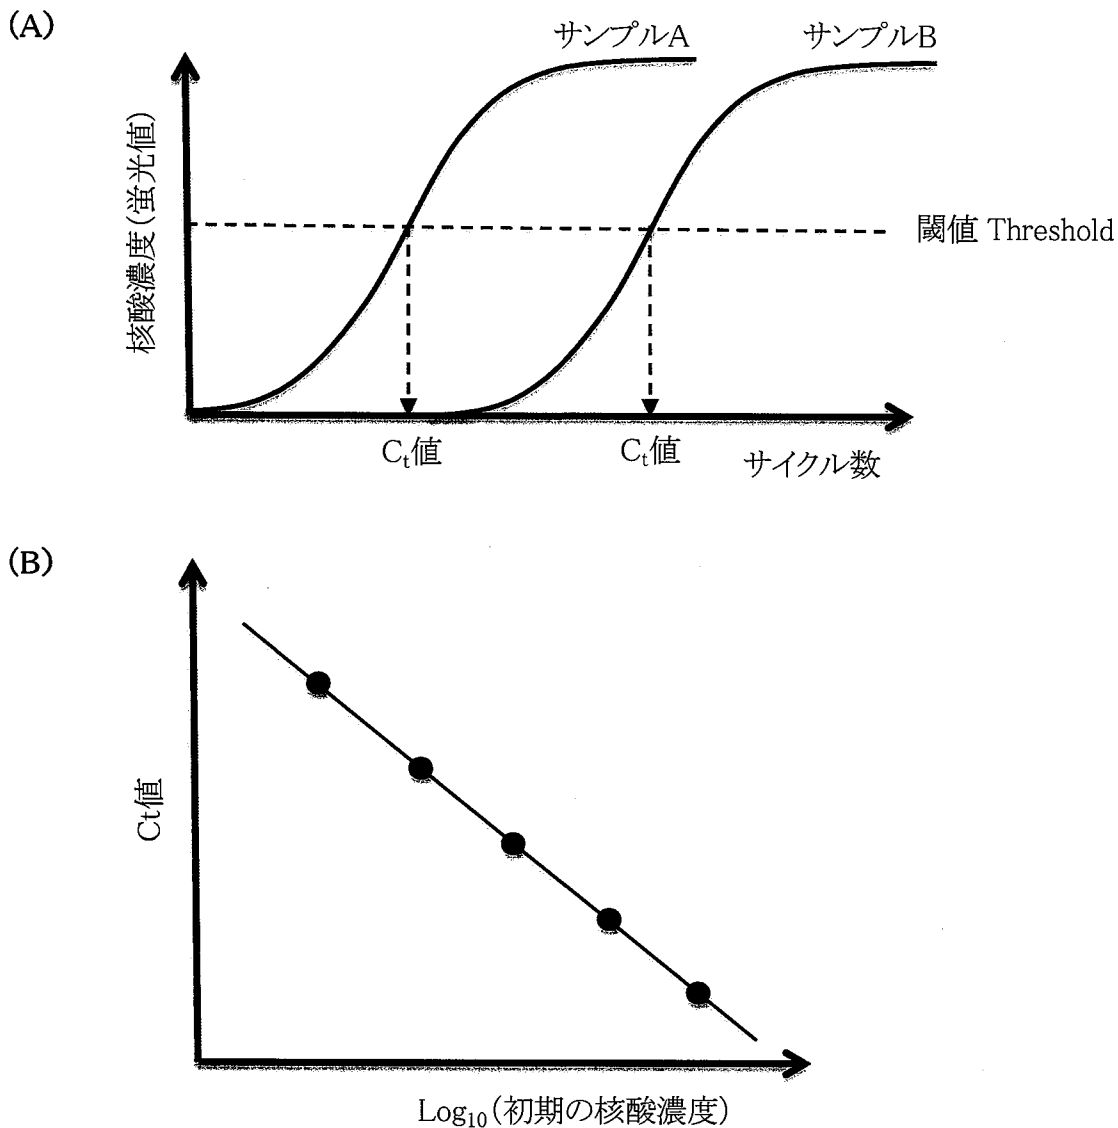 (A)
サンプルA
サンプルB
核酸濃度(蛍光値)
閾値 Threshold
Ct値
Ct値
サイクル数
(B)
Ct値
Log10(初期の核酸濃度)